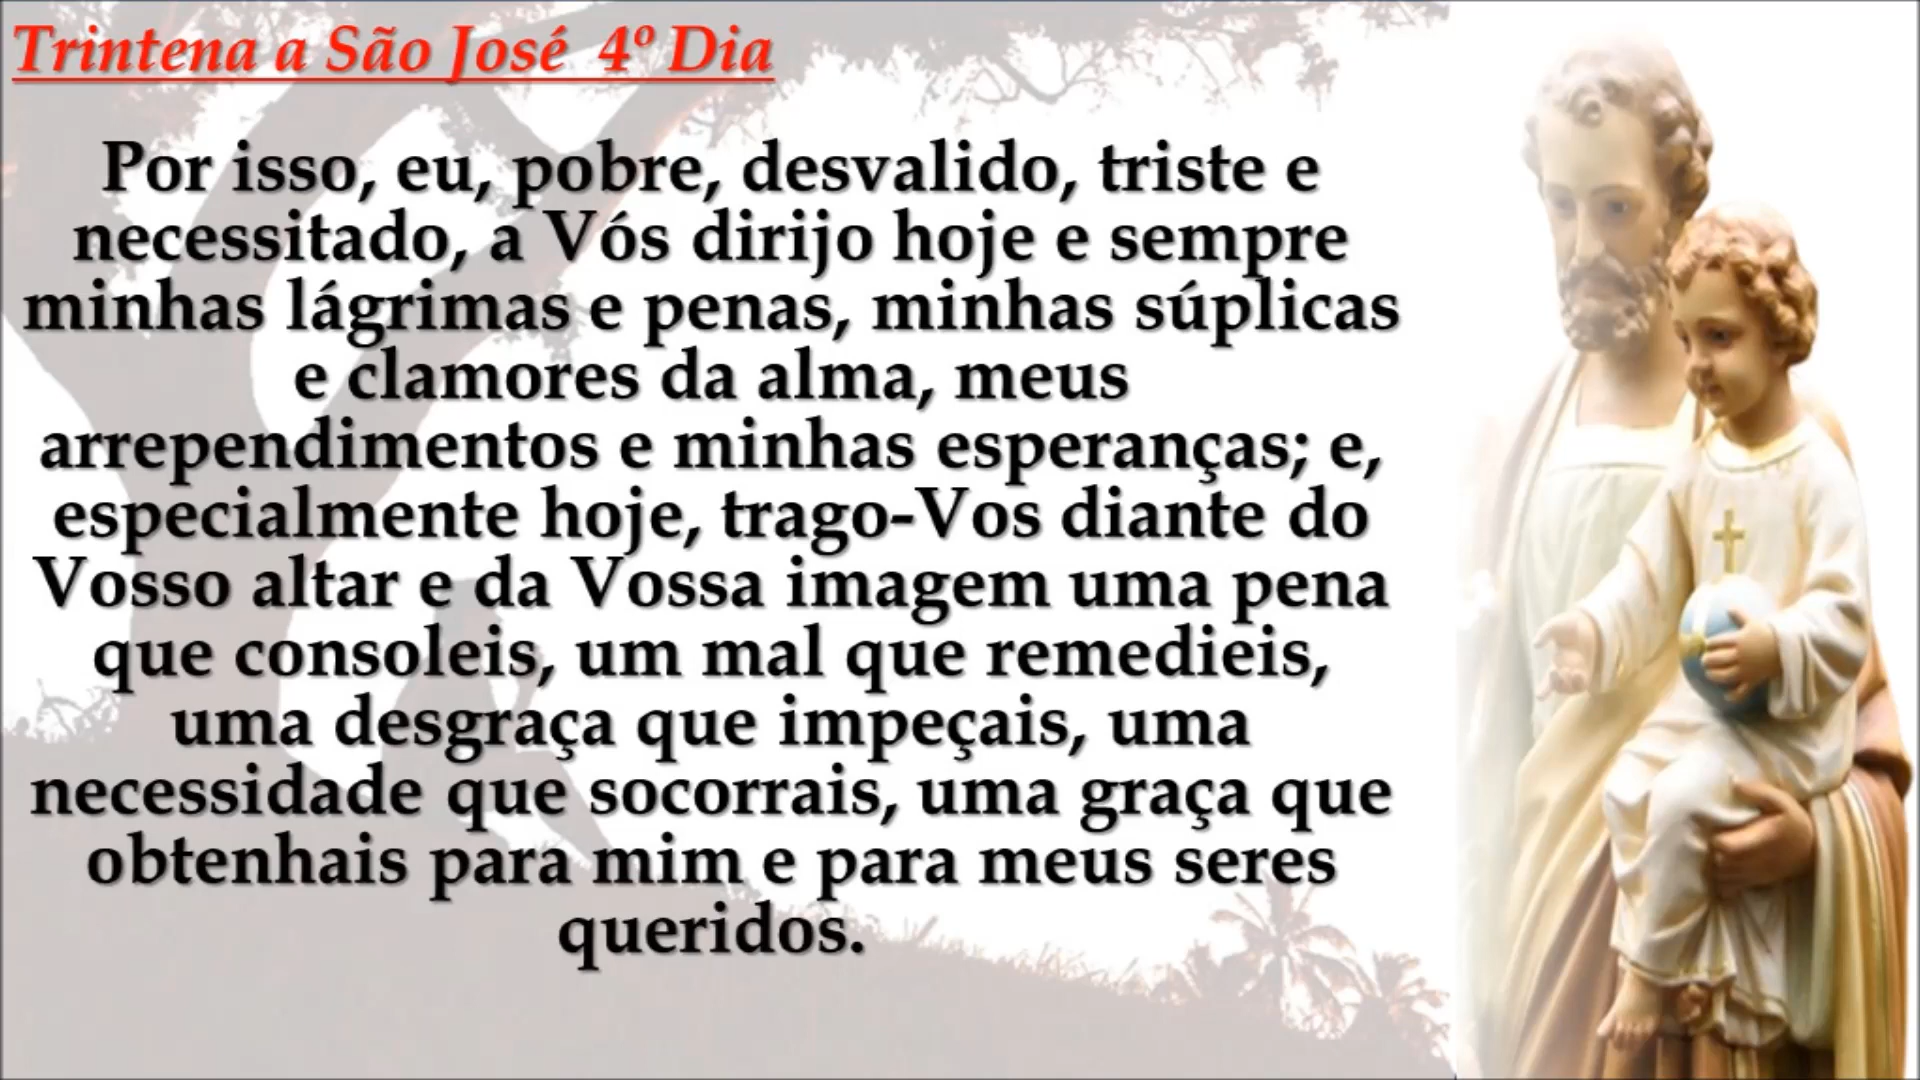 Trintena a São José 4º Dia
Por isso, eu, pobre, desvalido, triste e
necessitado, a Vós dirijo hoje e sempre
minhas lágrimas e penas, minhas súplicas
e clamores da alma, meus
arrependimentos e minhas esperanças; e,
especialmente hoje, trago-Vos diante do
Vosso altar e da Vossa imagem uma pena
que consoleis, um mal que remedieis,
uma desgraça que impeçais, uma
necessidade que socorrais, uma graça que
obtenhais para mim e para meus seres
queridos.